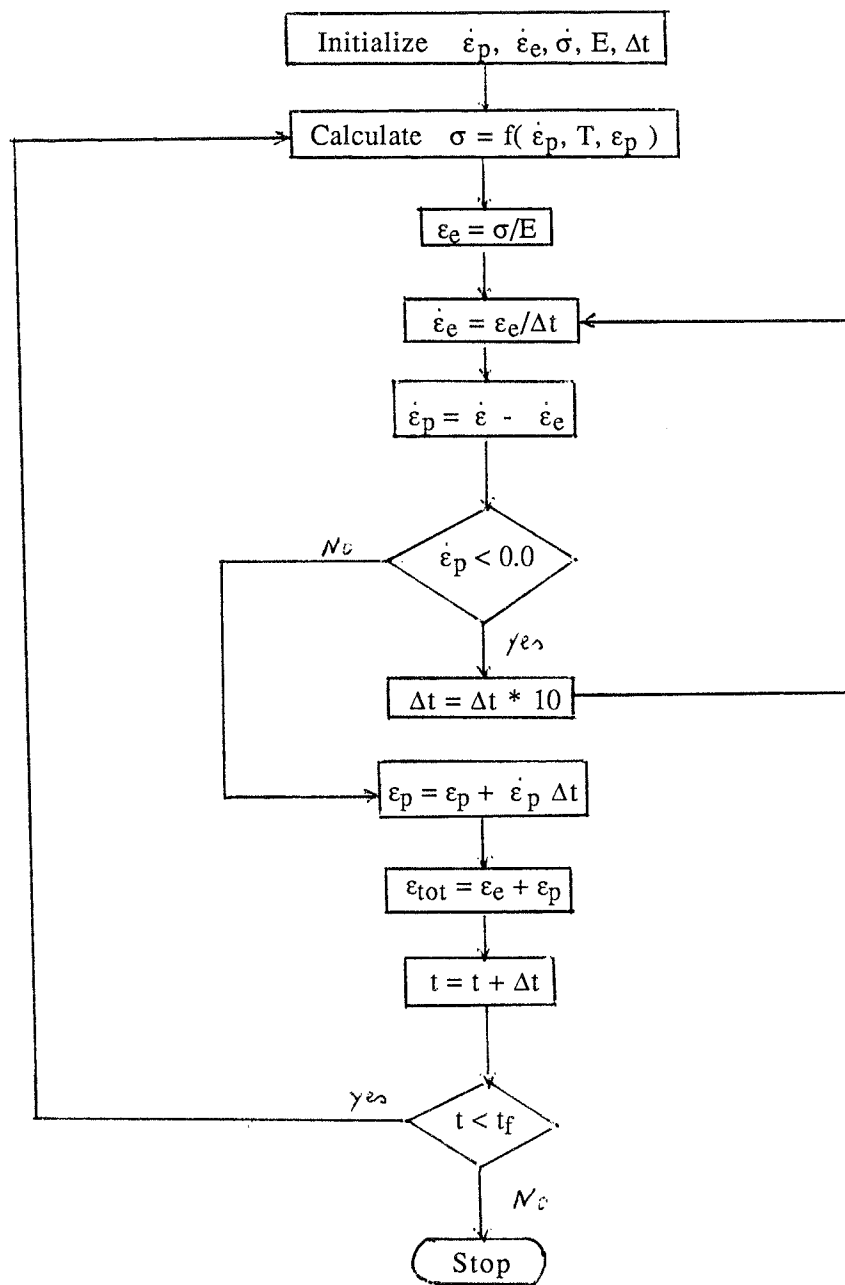 Initialize ε̇p, ε̇e, σ̇, E, Δt
Calculate σ = f( ε̇p, T, εp )
εe = σ/E
ε̇e = εe/Δt
ε̇p = ε̇ - ε̇e
ε̇p < 0.0
No
yes
Δt = Δt * 10
εp = εp + ε̇p Δt
εtot = εe + εp
t = t + Δt
t < tf
yes
No
Stop